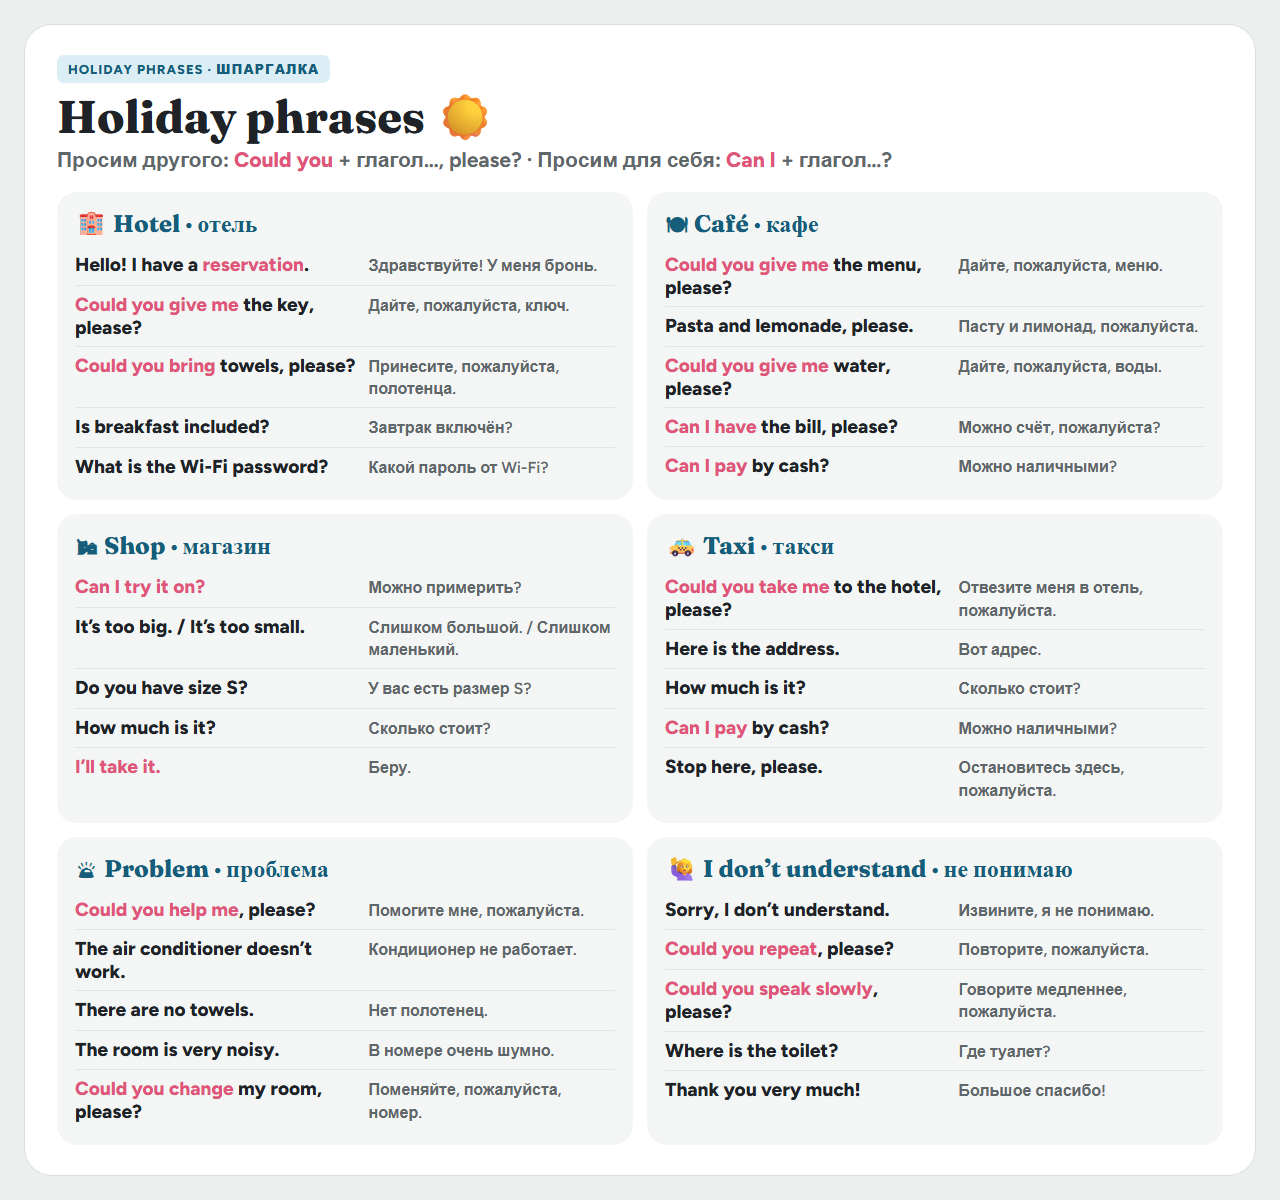 HOLIDAY PHRASES · ШПАРГАЛКА
Holiday phrases
Просим другого: Could you + глагол…, please? · Просим для себя: Can I + глагол…?
Hotel · отель
Hello! I have a reservation. Здравствуйте! У меня бронь.
Could you give me the key, Дайте, пожалуйста, ключ.
please?
Could you bring towels, please? Принесите, пожалуйста,
полотенца.
Is breakfast included? Завтрак включён?
What is the Wi-Fi password? Какой пароль от Wi-Fi?
Café · кафе
Could you give me the menu, Дайте, пожалуйста, меню.
please?
Pasta and lemonade, please. Пасту и лимонад, пожалуйста.
Could you give me water, Дайте, пожалуйста, воды.
please?
Can I have the bill, please? Можно счёт, пожалуйста?
Can I pay by cash? Можно наличными?
Shop · магазин
Can I try it on? Можно примерить?
It’s too big. / It’s too small. Слишком большой. / Слишком
маленький.
Do you have size S? У вас есть размер S?
How much is it? Сколько стоит?
I’ll take it. Беру.
Taxi · такси
Could you take me to the hotel, Отвезите меня в отель,
please? пожалуйста.
Here is the address. Вот адрес.
How much is it? Сколько стоит?
Can I pay by cash? Можно наличными?
Stop here, please. Остановитесь здесь,
пожалуйста.
Problem · проблема
Could you help me, please? Помогите мне, пожалуйста.
The air conditioner doesn’t Кондиционер не работает.
work.
There are no towels. Нет полотенец.
The room is very noisy. В номере очень шумно.
Could you change my room, Поменяйте, пожалуйста,
please? номер.
I don’t understand · не понимаю
Sorry, I don’t understand. Извините, я не понимаю.
Could you repeat, please? Повторите, пожалуйста.
Could you speak slowly, Говорите медленнее,
please? пожалуйста.
Where is the toilet? Где туалет?
Thank you very much! Большое спасибо!